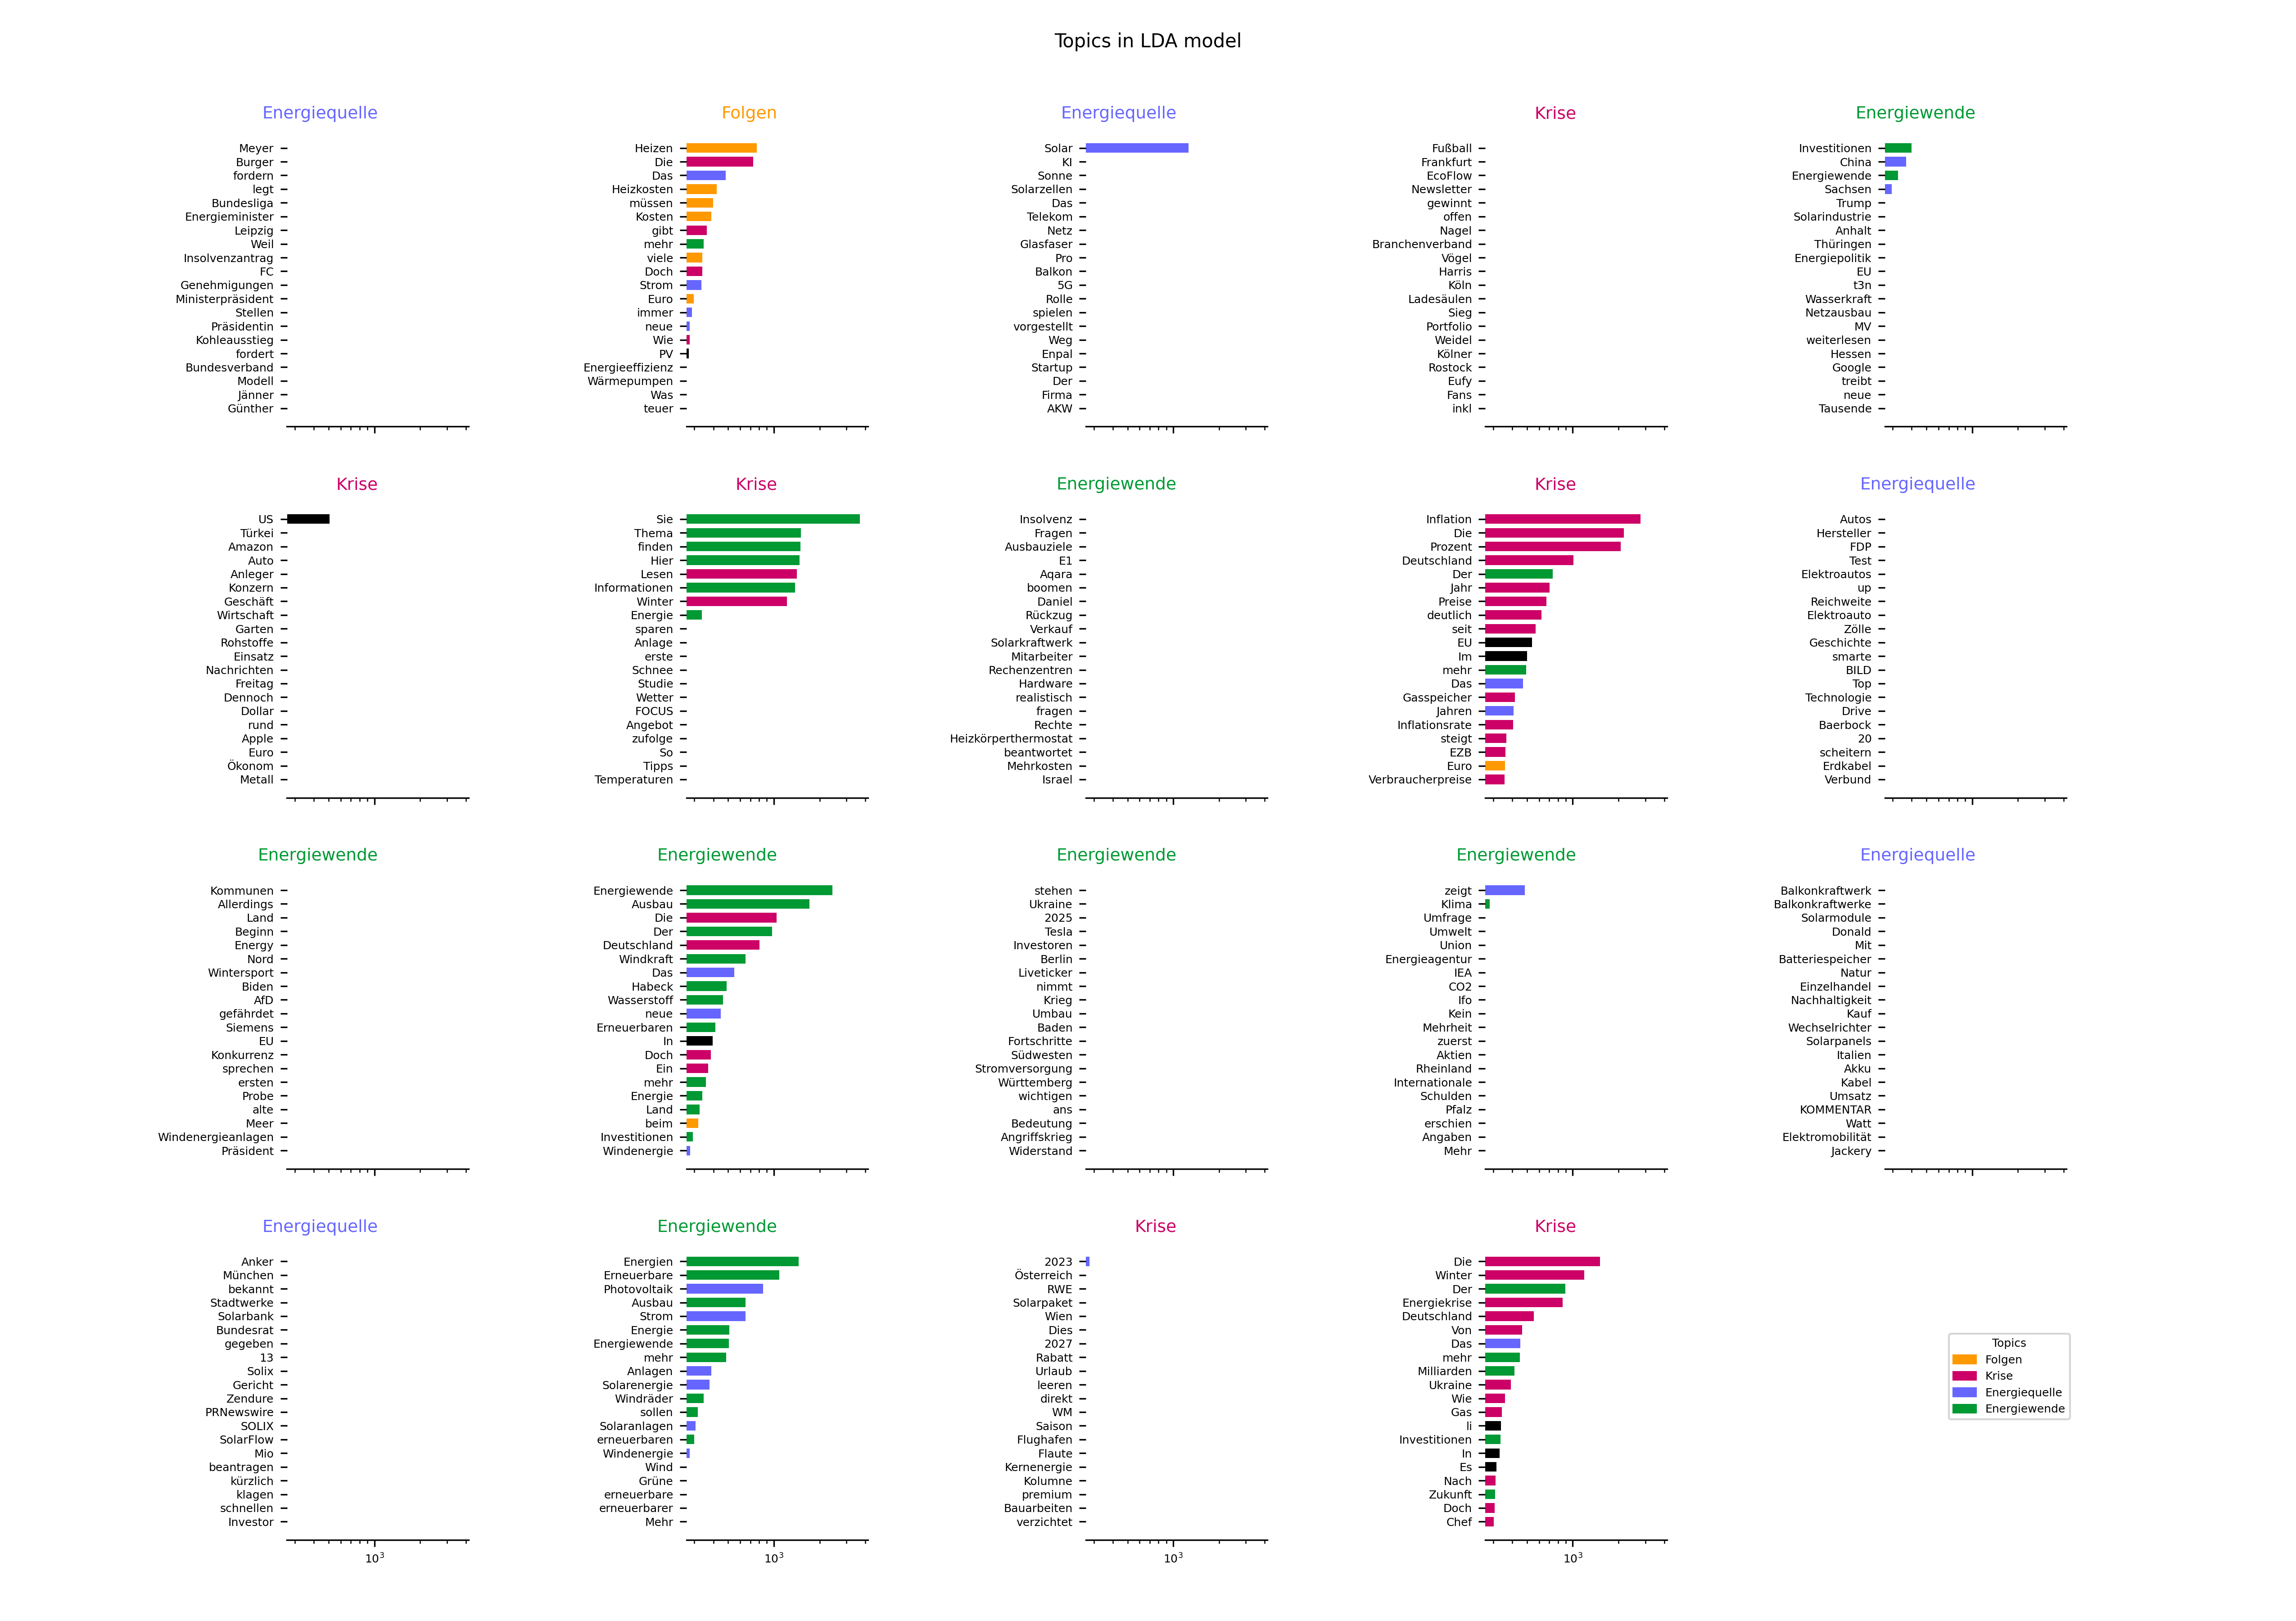 Topics in LDA model
Energiequelle
Meyer
Burger
fordern
legt
Bundesliga
Energieminister
Leipzig
Weil
Insolvenzantrag
FC
Genehmigungen
Ministerpräsident
Stellen
Präsidentin
Kohleausstieg
fordert
Bundesverband
Modell
Jänner
Günther
Folgen
Heizen
Die
Das
Heizkosten
müssen
Kosten
gibt
mehr
viele
Doch
Strom
Euro
immer
neue
Wie
PV
Energieeffizienz
Wärmepumpen
Was
teuer
Energiequelle
Solar
KI
Sonne
Solarzellen
Das
Telekom
Netz
Glasfaser
Pro
Balkon
5G
Rolle
spielen
vorgestellt
Weg
Enpal
Startup
Der
Firma
AKW
Krise
Fußball
Frankfurt
EcoFlow
Newsletter
gewinnt
offen
Nagel
Branchenverband
Vögel
Harris
Köln
Ladesäulen
Sieg
Portfolio
Weidel
Kölner
Rostock
Eufy
Fans
inkl
Energiewende
Investitionen
China
Energiewende
Sachsen
Trump
Solarindustrie
Anhalt
Thüringen
Energiepolitik
EU
t3n
Wasserkraft
Netzausbau
MV
weiterlesen
Hessen
Google
treibt
neue
Tausende
Krise
US
Türkei
Amazon
Auto
Anleger
Konzern
Geschäft
Wirtschaft
Garten
Rohstoffe
Einsatz
Nachrichten
Freitag
Dennoch
Dollar
rund
Apple
Euro
Ökonom
Metall
Krise
Sie
Thema
finden
Hier
Lesen
Informationen
Winter
Energie
sparen
Anlage
erste
Schnee
Studie
Wetter
FOCUS
Angebot
zufolge
So
Tipps
Temperaturen
Energiewende
Insolvenz
Fragen
Ausbauziele
E1
Aqara
boomen
Daniel
Rückzug
Verkauf
Solarkraftwerk
Mitarbeiter
Rechenzentren
Hardware
realistisch
fragen
Rechte
Heizkörperthermostat
beantwortet
Mehrkosten
Israel
Krise
Inflation
Die
Prozent
Deutschland
Der
Jahr
Preise
deutlich
seit
EU
Im
mehr
Das
Gasspeicher
Jahren
Inflationsrate
steigt
EZB
Euro
Verbraucherpreise
Energiequelle
Autos
Hersteller
FDP
Test
Elektroautos
up
Reichweite
Elektroauto
Zölle
Geschichte
smarte
BILD
Top
Technologie
Drive
Baerbock
20
scheitern
Erdkabel
Verbund
Energiewende
Kommunen
Allerdings
Land
Beginn
Energy
Nord
Wintersport
Biden
AfD
gefährdet
Siemens
EU
Konkurrenz
sprechen
ersten
Probe
alte
Meer
Windenergieanlagen
Präsident
Energiewende
Energiewende
Ausbau
Die
Der
Deutschland
Windkraft
Das
Habeck
Wasserstoff
neue
Erneuerbaren
In
Doch
Ein
mehr
Energie
Land
beim
Investitionen
Windenergie
Energiewende
stehen
Ukraine
2025
Tesla
Investoren
Berlin
Liveticker
nimmt
Krieg
Umbau
Baden
Fortschritte
Südwesten
Stromversorgung
Württemberg
wichtigen
ans
Bedeutung
Angriffskrieg
Widerstand
Energiewende
zeigt
Klima
Umfrage
Umwelt
Union
Energieagentur
IEA
CO2
Ifo
Kein
Mehrheit
zuerst
Aktien
Rheinland
Internationale
Schulden
Pfalz
erschien
Angaben
Mehr
Energiequelle
Balkonkraftwerk
Balkonkraftwerke
Solarmodule
Donald
Mit
Batteriespeicher
Natur
Einzelhandel
Nachhaltigkeit
Kauf
Wechselrichter
Solarpanels
Italien
Akku
Kabel
Umsatz
KOMMENTAR
Watt
Elektromobilität
Jackery
Energiequelle
Anker
München
bekannt
Stadtwerke
Solarbank
Bundesrat
gegeben
13
Solix
Gericht
Zendure
PRNewswire
SOLIX
SolarFlow
Mio
beantragen
kürzlich
klagen
schnellen
Investor
10³
Energiewende
Energien
Erneuerbare
Photovoltaik
Ausbau
Strom
Energie
Energiewende
mehr
Anlagen
Solarenergie
Windräder
sollen
Solaranlagen
erneuerbaren
Windenergie
Wind
Grüne
erneuerbare
erneuerbarer
Mehr
10³
Krise
2023
Österreich
RWE
Solarpaket
Wien
Dies
2027
Rabatt
Urlaub
leeren
direkt
WM
Saison
Flughafen
Flaute
Kernenergie
Kolumne
premium
Bauarbeiten
verzichtet
10³
Krise
Die
Winter
Der
Energiekrise
Deutschland
Von
Das
mehr
Milliarden
Ukraine
Wie
Gas
li
Investitionen
In
Es
Nach
Zukunft
Doch
Chef
10³
Topics
Folgen
Krise
Energiequelle
Energiewende